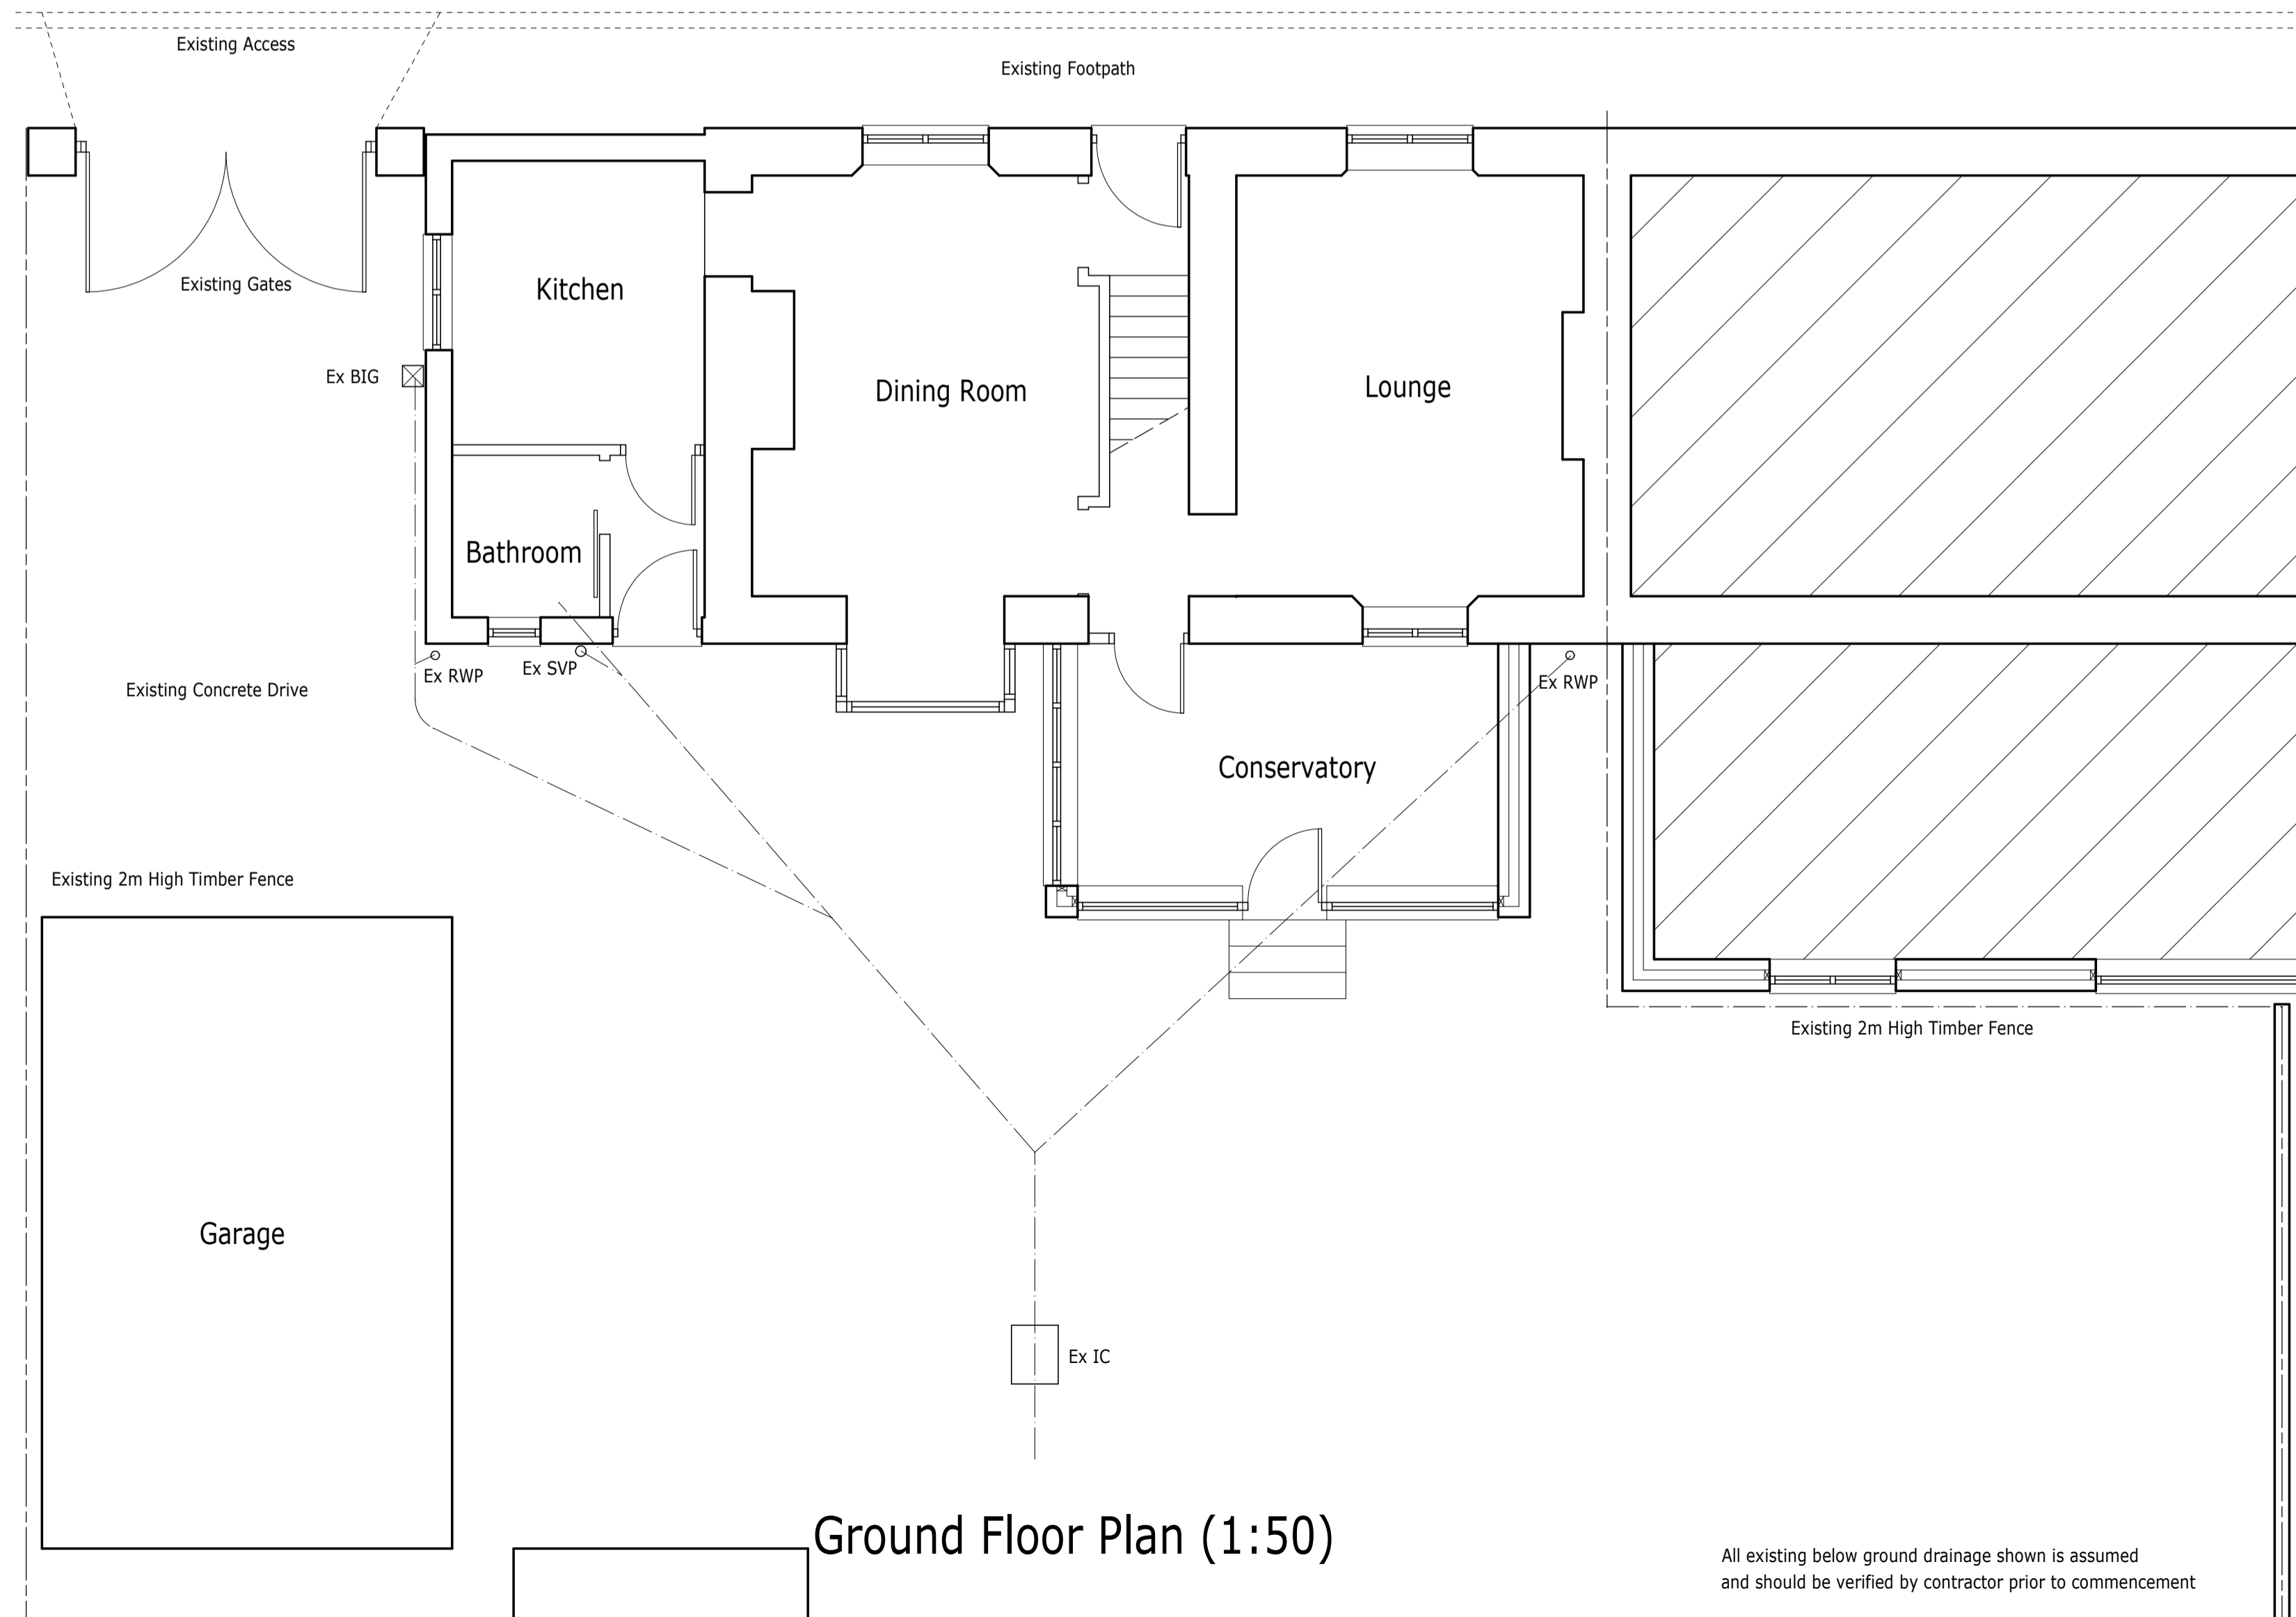 Existing Access
Existing Footpath
Existing Gates
Kitchen
Ex BIG
Dining Room
Lounge
Bathroom
Ex RWP
Ex SVP
Ex RWP
Existing Concrete Drive
Conservatory
Existing 2m High Timber Fence
Existing 2m High Timber Fence
Garage
Ex IC
Ground Floor Plan (1:50)
All existing below ground drainage shown is assumed
and should be verified by contractor prior to commencement